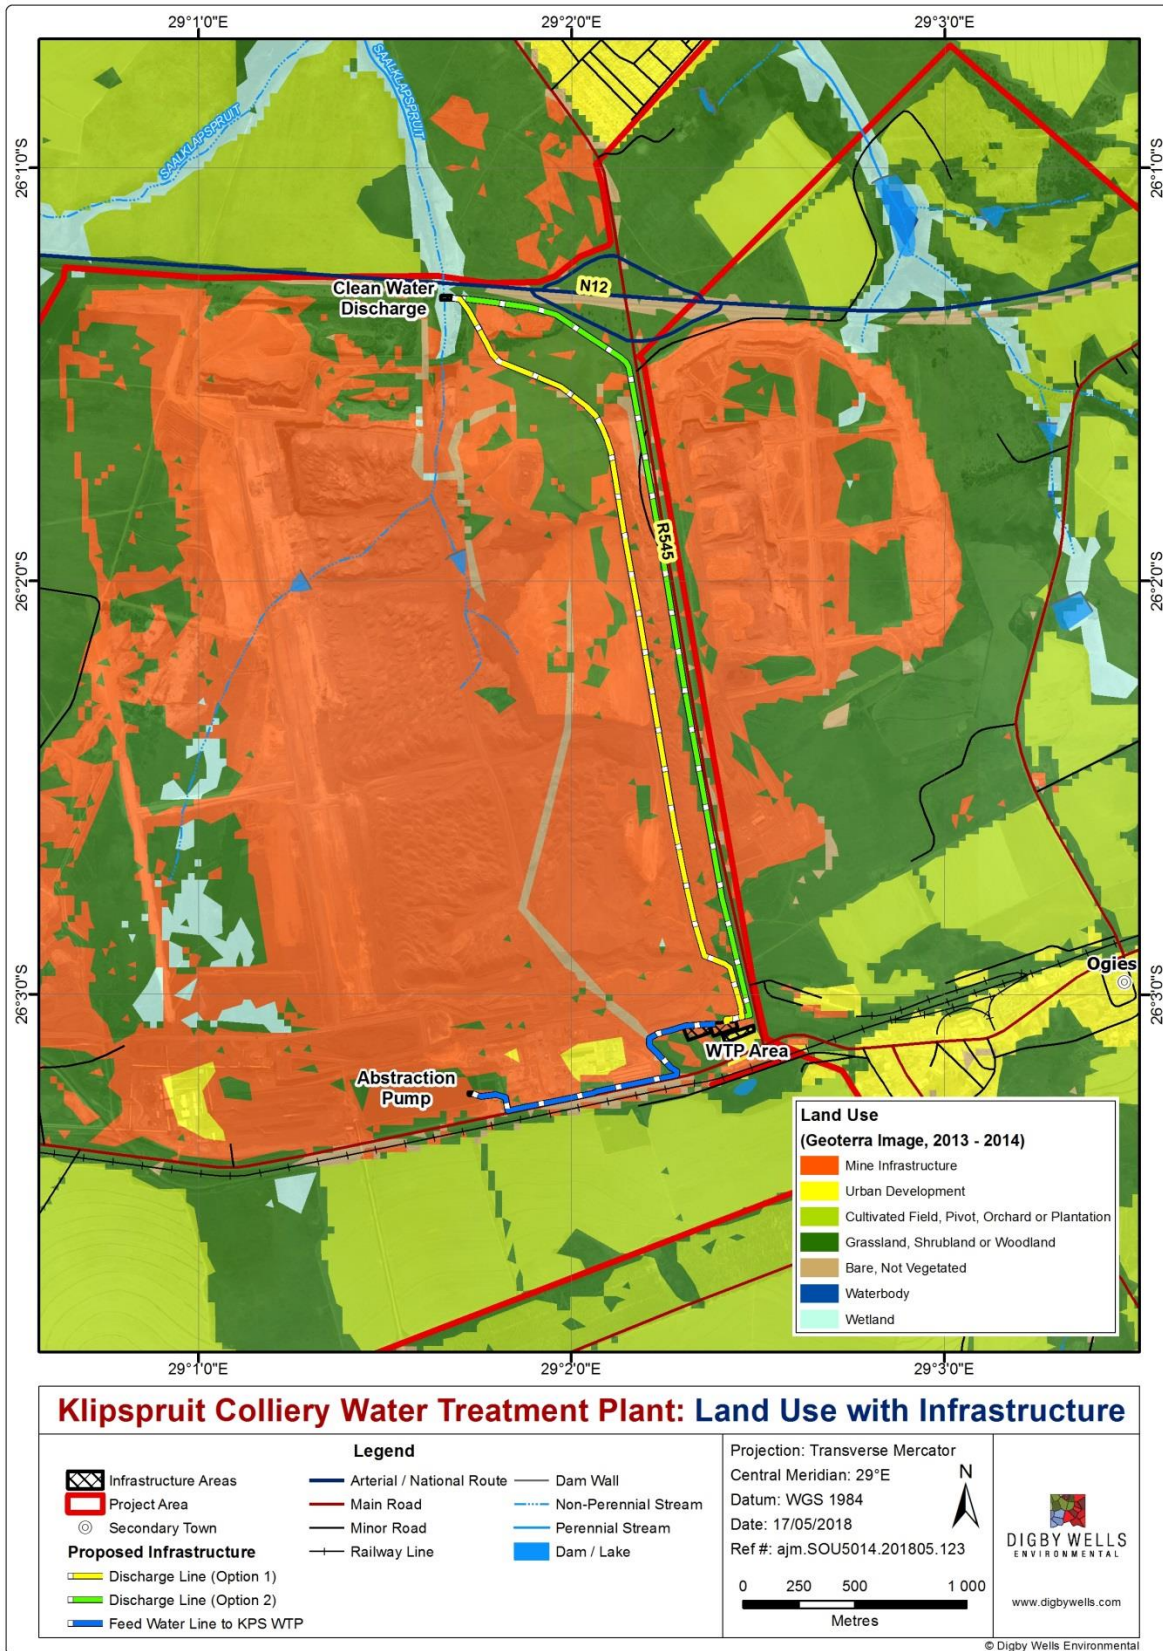 29°1'0"E
29°2'0"E
29°3'0"E
26°1'0"S
26°1'0"S
SAALKLAPSPRUIT
SAALKLAPSPRUIT
Clean Water
Discharge
N12
R545
26°2'0"S
26°2'0"S
26°3'0"S
26°3'0"S
Ogies
WTP Area
Abstraction
Pump
Land Use
(Geoterra Image, 2013 - 2014)
Mine Infrastructure
Urban Development
Cultivated Field, Pivot, Orchard or Plantation
Grassland, Shrubland or Woodland
Bare, Not Vegetated
Waterbody
Wetland
29°1'0"E
29°2'0"E
29°3'0"E
Klipspruit Colliery Water Treatment Plant: Land Use with Infrastructure
Legend
Infrastructure Areas
Project Area
Secondary Town
Proposed Infrastructure
Discharge Line (Option 1)
Discharge Line (Option 2)
Feed Water Line to KPS WTP
Arterial / National Route
Main Road
Minor Road
Railway Line
Dam Wall
Non-Perennial Stream
Perennial Stream
Dam / Lake
Projection: Transverse Mercator
Central Meridian: 29°E
Datum: WGS 1984
Date: 17/05/2018
Ref #: ajm.SOU5014.201805.123
N
0 250 500 1 000
Metres
DIGBY WELLS
ENVIRONMENTAL
www.digbywells.com
© Digby Wells Environmental